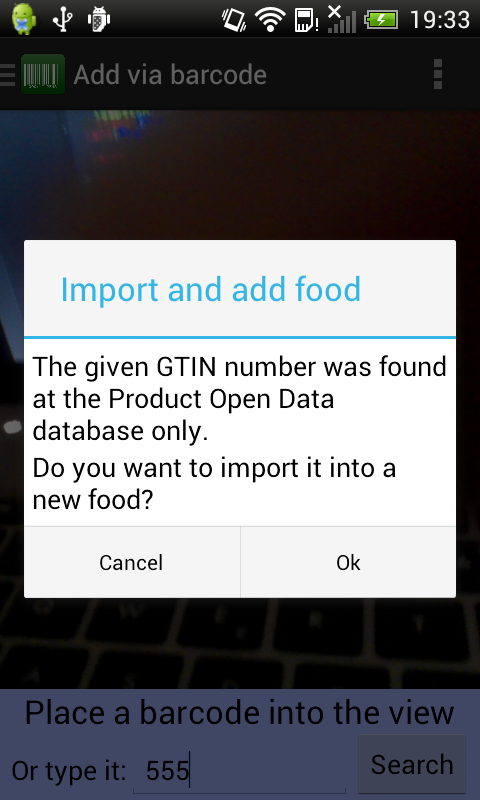 19:33
Add via barcode
Import and add food
The given GTIN number was found
at the Product Open Data
database only.
Do you want to import it into a
new food?
Cancel Ok
Place a barcode into the view
Or type it: 555 Search